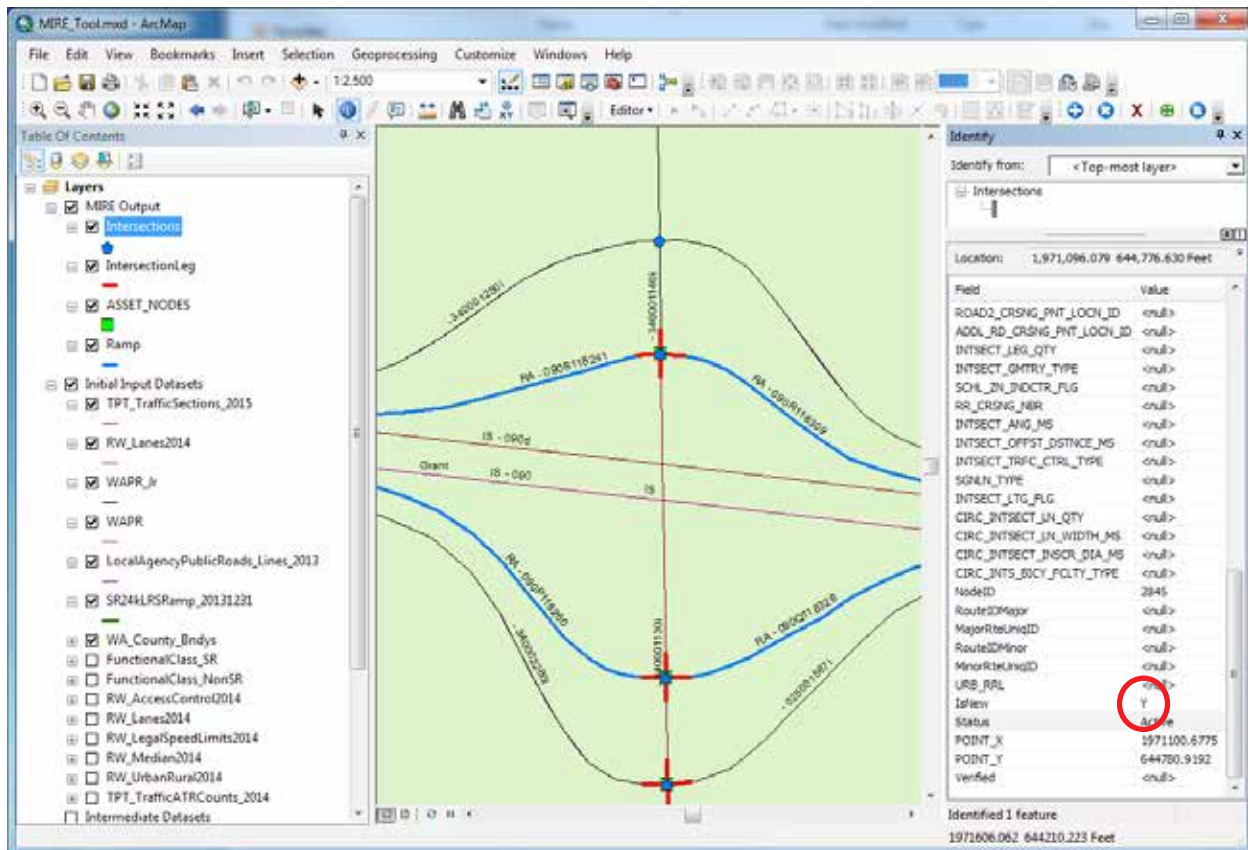 MIRE_Tool.mxd - ArcMap
File Edit View Bookmarks Insert Selection Geoprocessing Customize Windows Help
1:2,500
Editor
Table Of Contents
Layers
MIRE Output
Intersections
IntersectionLeg
ASSET_NODES
Ramp
Initial Input Datasets
TPT_TrafficSections_2015
RW_Lanes2014
WAPR_Jr
WAPR
LocalAgencyPublicRoads_Lines_2013
SR24kLRSRamp_20131231
WA_County_Bndys
FunctionalClass_SR
FunctionalClass_NonSR
RW_AccessControl2014
RW_Lanes2014
RW_LegalSpeedLimits2014
RW_Median2014
RW_UrbanRural2014
TPT_TrafficATRCounts_2014
Intermediate Datasets
IS - 090d
Grant
IS - 090
IS
Identify
Identify from: <Top-most layer>
Intersections
Location: 1,971,096.079 644,776.630 Feet
Field Value
ROAD2_CRSNG_PNT_LOCN_ID <null>
ADDL_RD_CRSNG_PNT_LOCN_ID <null>
INTSECT_LEG_QTY <null>
INTSECT_GMTRY_TYPE <null>
SCHL_ZN_INDCTR_FLG <null>
RR_CRSNG_NBR <null>
INTSECT_ANG_MS <null>
INTSECT_OFFST_DSTNCE_MS <null>
INTSECT_TRFC_CTRL_TYPE <null>
SGNLN_TYPE <null>
INTSECT_LTG_FLG <null>
CIRC_INTSECT_LN_QTY <null>
CIRC_INTSECT_LN_WIDTH_MS <null>
CIRC_INTSECT_INSCR_DIA_MS <null>
CIRC_INTS_BICY_FCLTY_TYPE <null>
NodeID 2845
RouteIDMajor <null>
MajorRteUniqID <null>
RouteIDMinor <null>
MinorRteUniqID <null>
URB_RRL <null>
IsNew Y
Status Active
POINT_X 1971100.6775
POINT_Y 644780.9192
Verified <null>
Identified 1 feature
1971606.062 644210.223 Feet